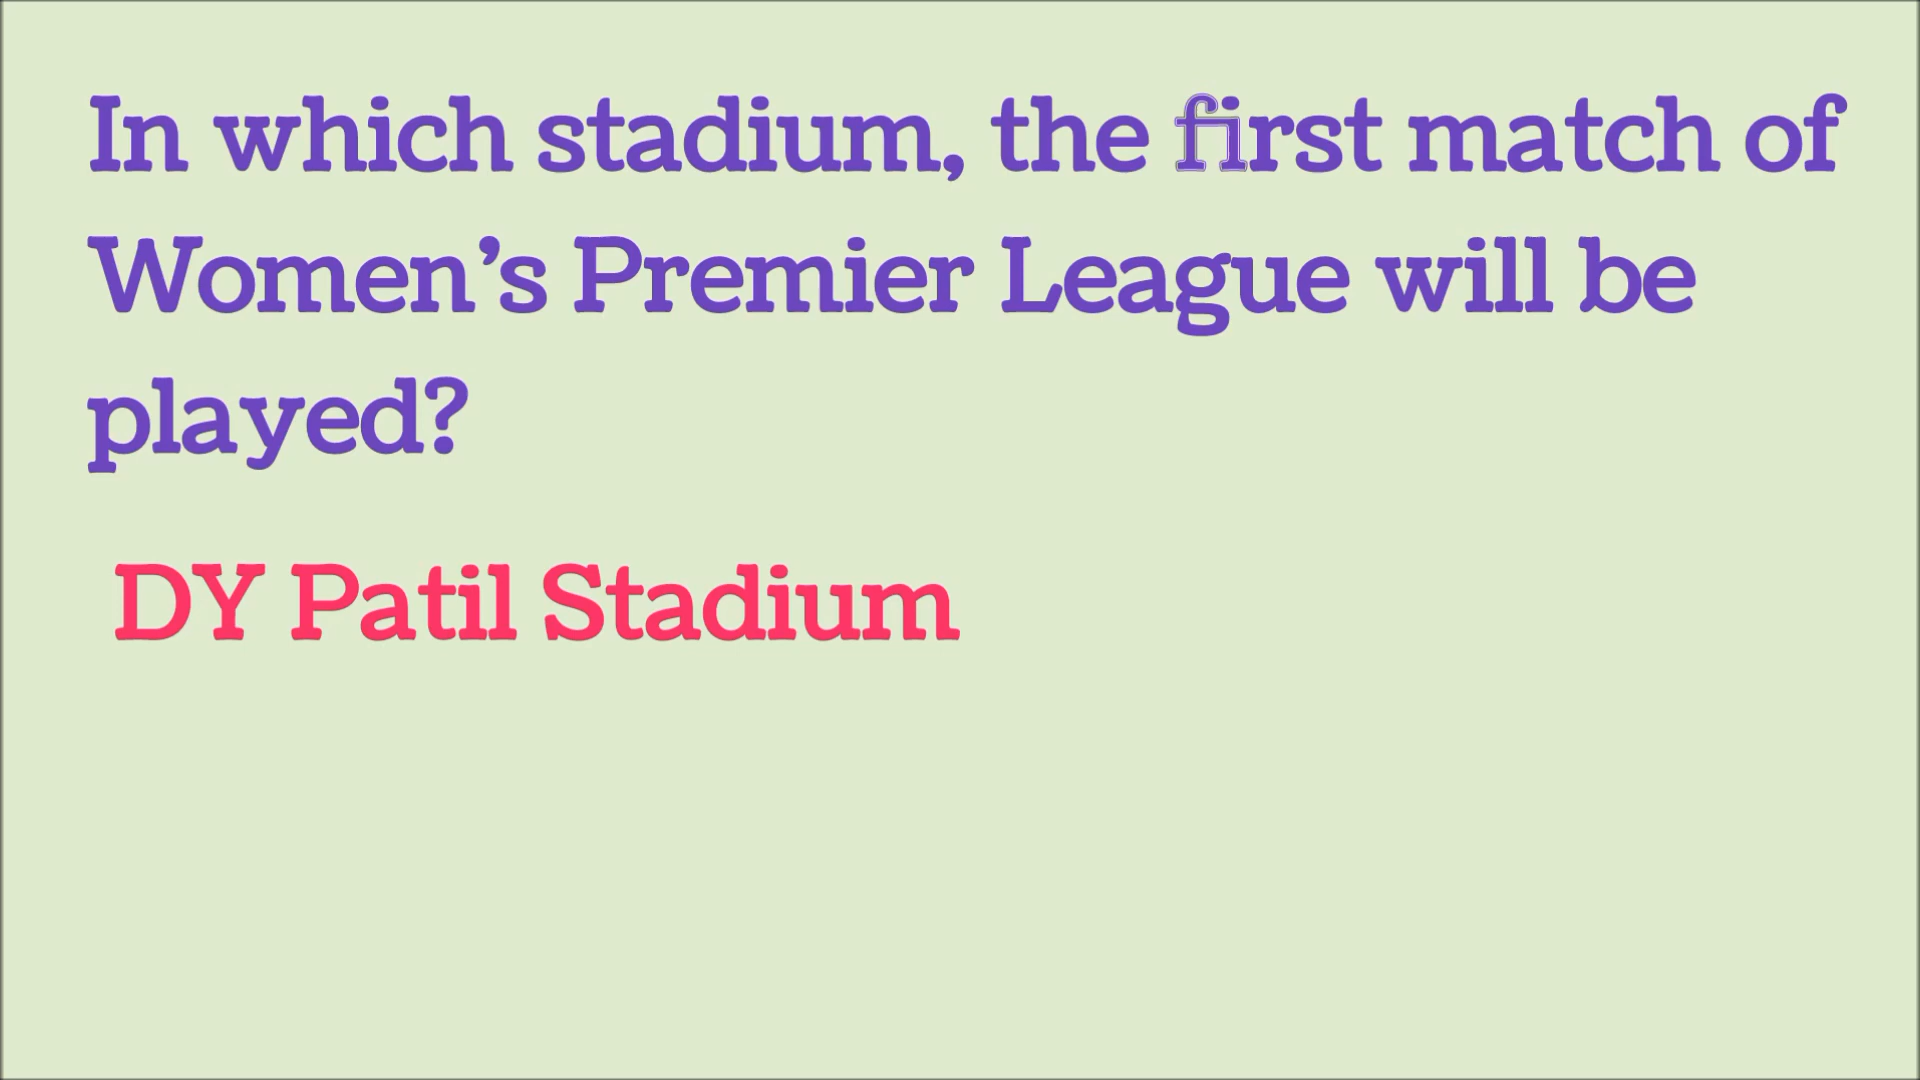 In which stadium, the first match of
Women’s Premier League will be
played?
DY Patil Stadium